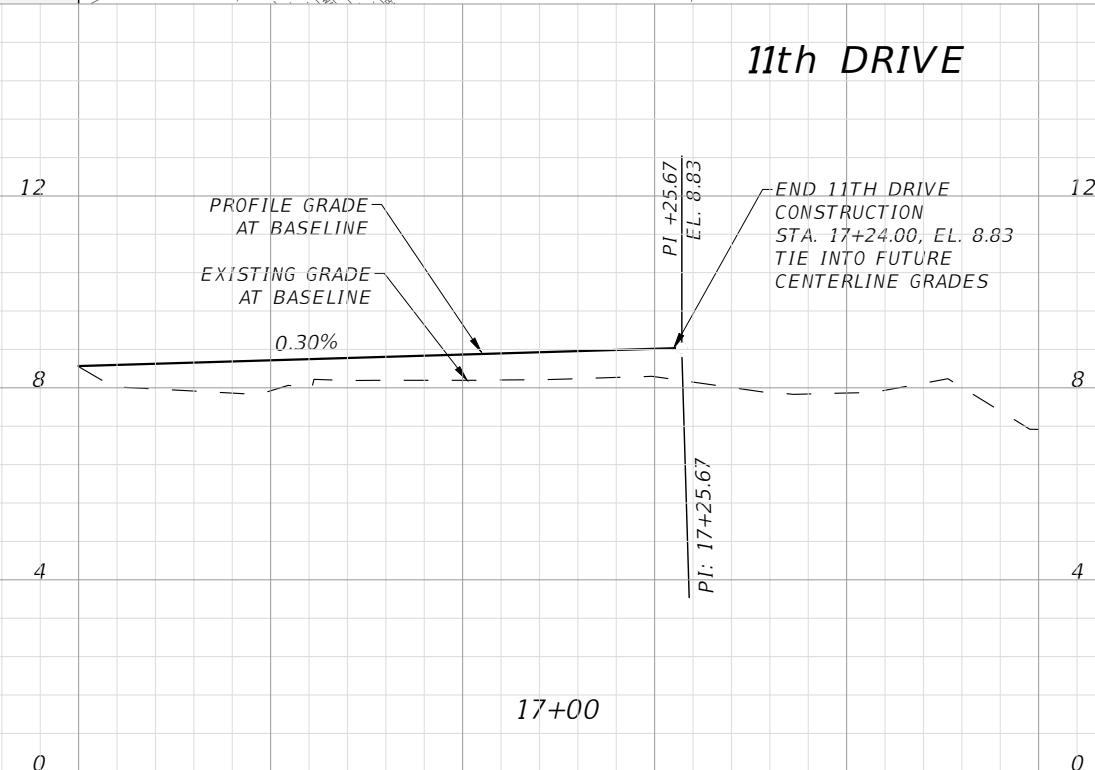 11th DRIVE
12
12
PI +25.67
EL. 8.83
PROFILE GRADE
AT BASELINE
END 11TH DRIVE
CONSTRUCTION
STA. 17+24.00, EL. 8.83
TIE INTO FUTURE
CENTERLINE GRADES
EXISTING GRADE
AT BASELINE
0.30%
8
8
PI: 17+25.67
4
4
17+00
0
0